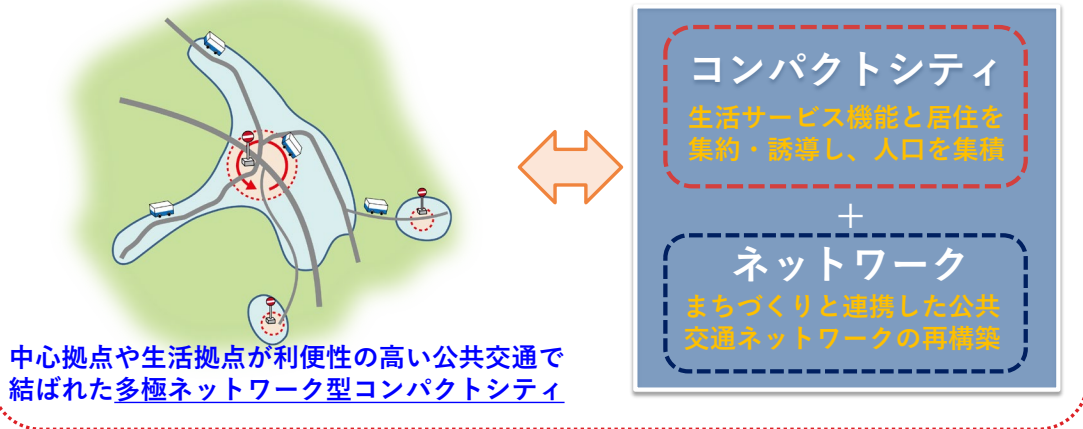 コンパクトシティ
生活サービス機能と居住を
集約・誘導し、人口を集積
＋
ネットワーク
まちづくりと連携した公共
交通ネットワークの再構築
中心拠点や生活拠点が利便性の高い公共交通で
結ばれた多極ネットワーク型コンパクトシティ